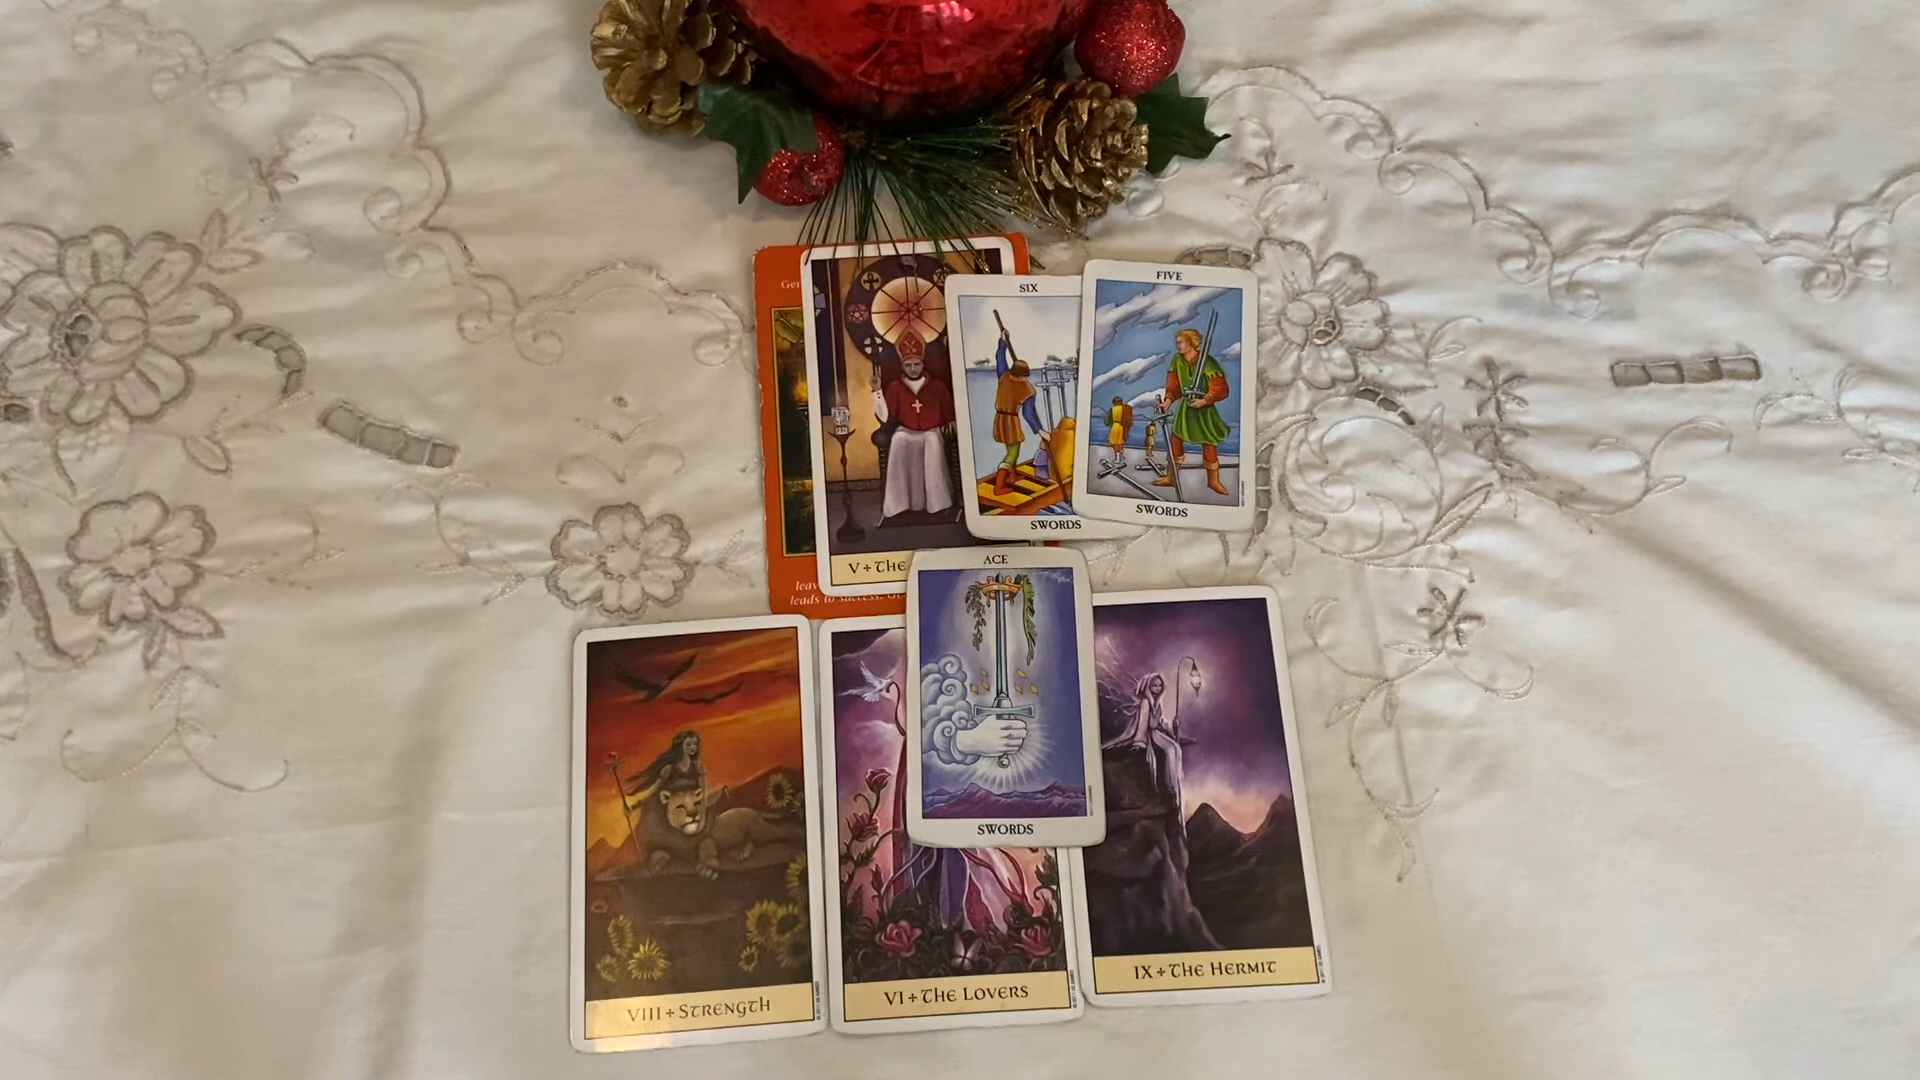 SIX
FIVE
SWORDS
SWORDS
V + THE
ACE
leads to success.
SWORDS
VIII + STRENGTH
VI + THE LOVERS
IX + THE HERMIT